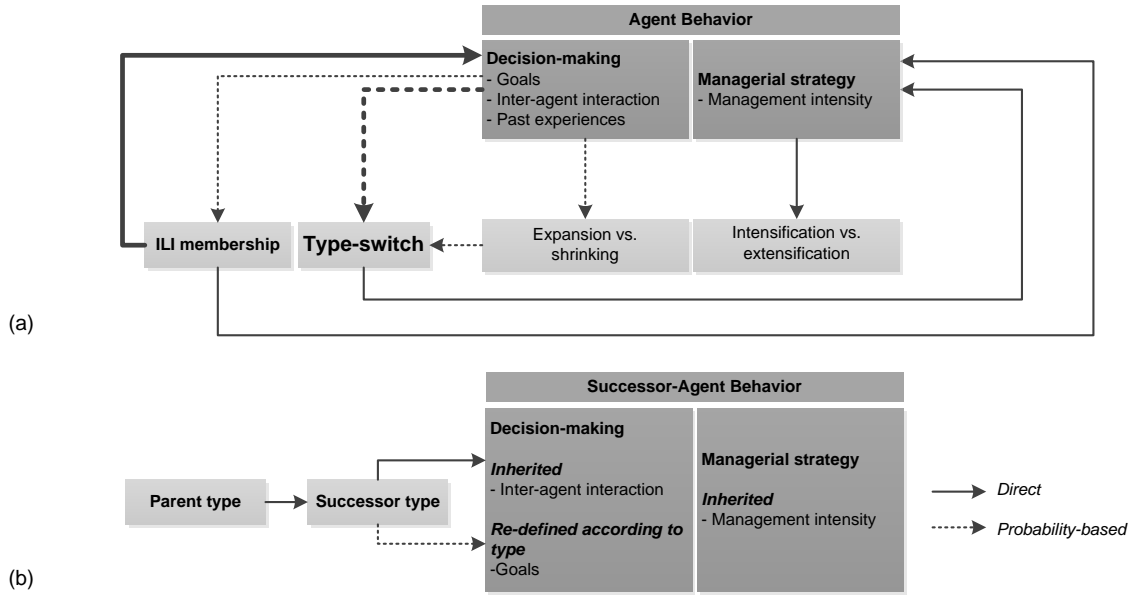 Agent Behavior
Decision-making
- Goals
- Inter-agent interaction
- Past experiences
Managerial strategy
- Management intensity
ILI membership
Type-switch
Expansion vs.
shrinking
Intensification vs.
extensification
(a)
Successor-Agent Behavior
Decision-making
Inherited
- Inter-agent interaction
Re-defined according to
type
-Goals
Managerial strategy
Inherited
- Management intensity
Parent type
Successor type
Direct
Probability-based
(b)